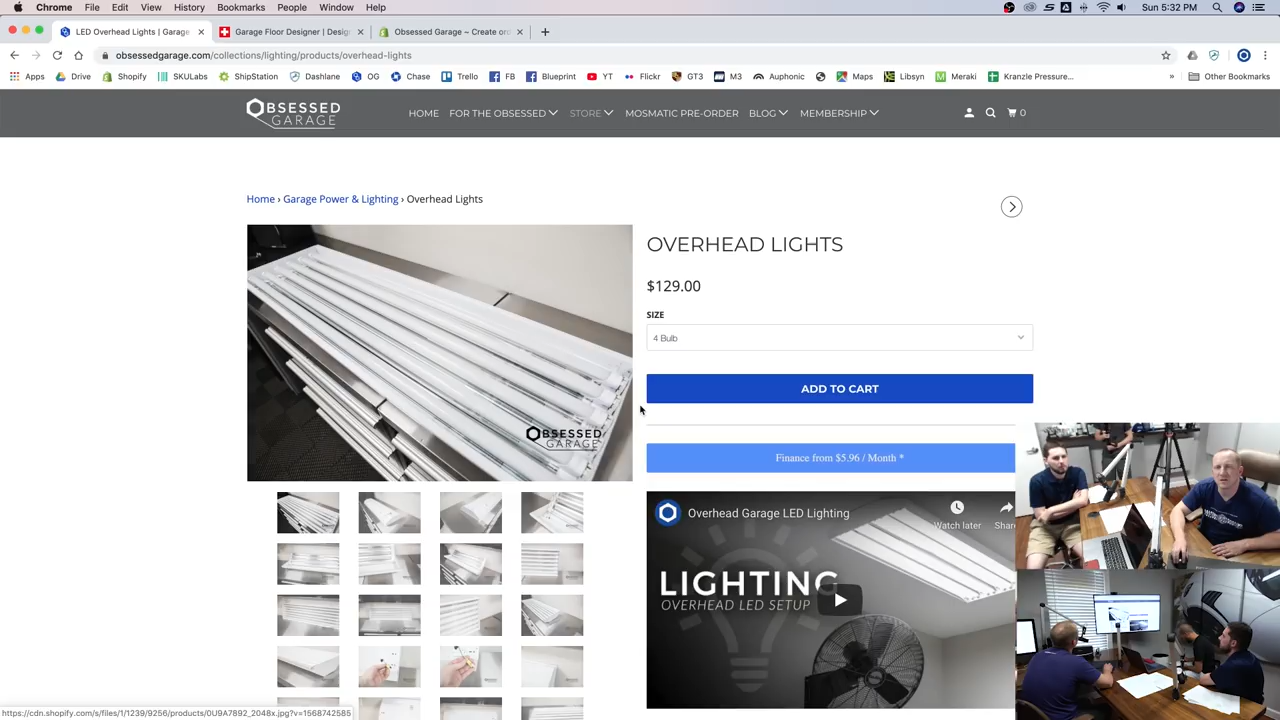 Chrome File Edit View History Bookmarks People Window Help
Sun 5:32 PM
LED Overhead Lights | Garage
Garage Floor Designer | Desig
Obsessed Garage ~ Create ord
obsessedgarage.com/collections/lighting/products/overhead-lights
Apps Drive Shopify SKULabs ShipStation Dashlane OG Chase Trello FB Blueprint YT Flickr GT3 M3 Auphonic Maps Libsyn Meraki Kranzle Pressure... » Other Bookmarks
OBSESSED
GARAGE
HOME FOR THE OBSESSED STORE MOSMATIC PRE-ORDER BLOG MEMBERSHIP 0
Home › Garage Power & Lighting › Overhead Lights
OVERHEAD LIGHTS
$129.00
SIZE
4 Bulb
ADD TO CART
OBSESSED
GARAGE
Finance from $5.96 / Month *
Overhead Garage LED Lighting
Watch later
Share
LIGHTING
OVERHEAD LED SETUP
https://cdn.shopify.com/s/files/1/1239/9256/products/0U9A7892_2048x.jpg?v=1568742585